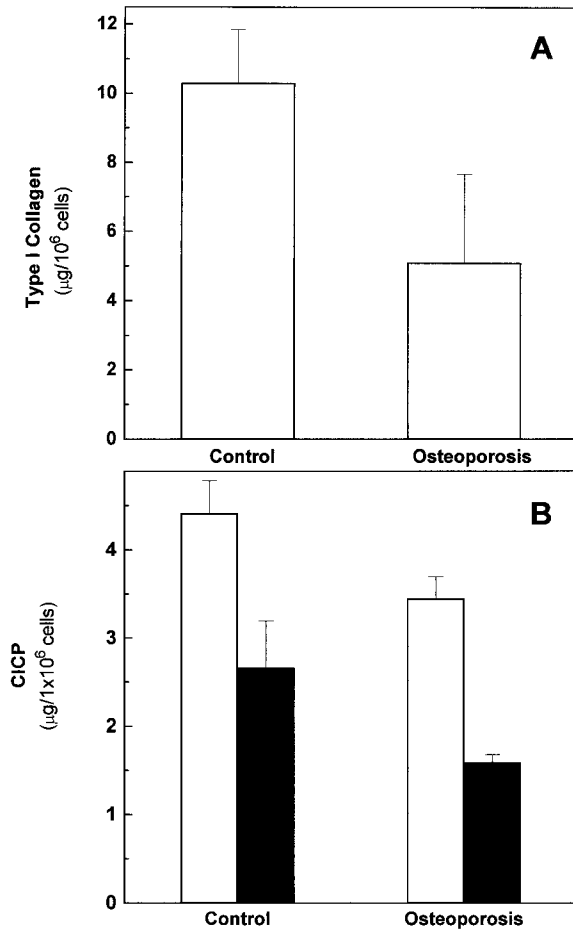 A
Type I Collagen
(μg/10⁶ cells)
12
10
8
6
4
2
0
Control Osteoporosis
B
CICP
(μg/1x10⁶ cells)
4
3
2
1
0
Control Osteoporosis